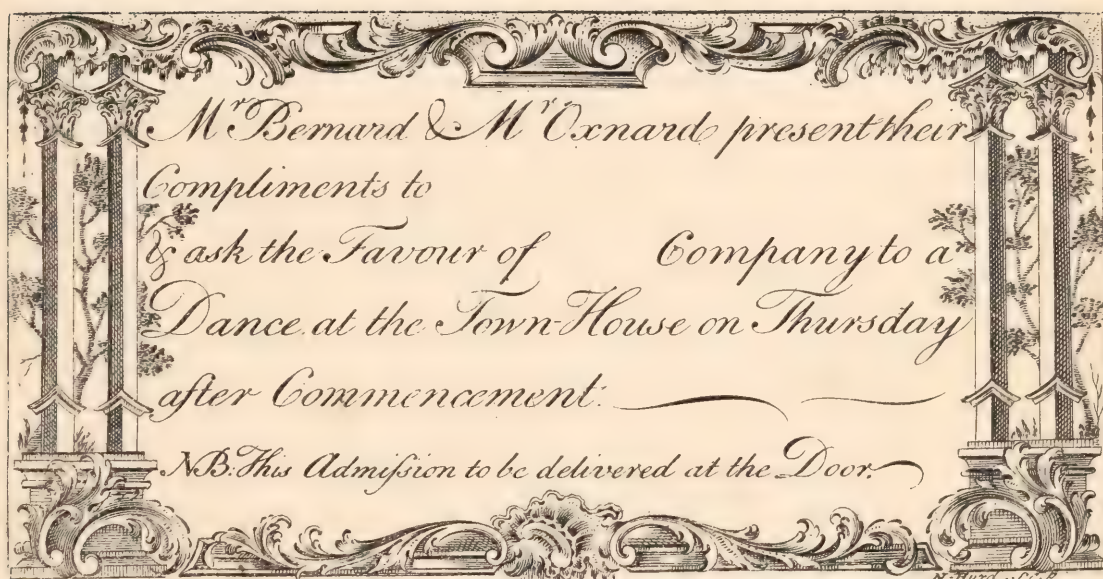 Mr. Bernard & Mr. Oxnard present their
Compliments to
& ask the Favour of Company to a
Dance at the Town-House on Thursday
after Commencement:
NB. This Admiſsion to be delivered at the Door.